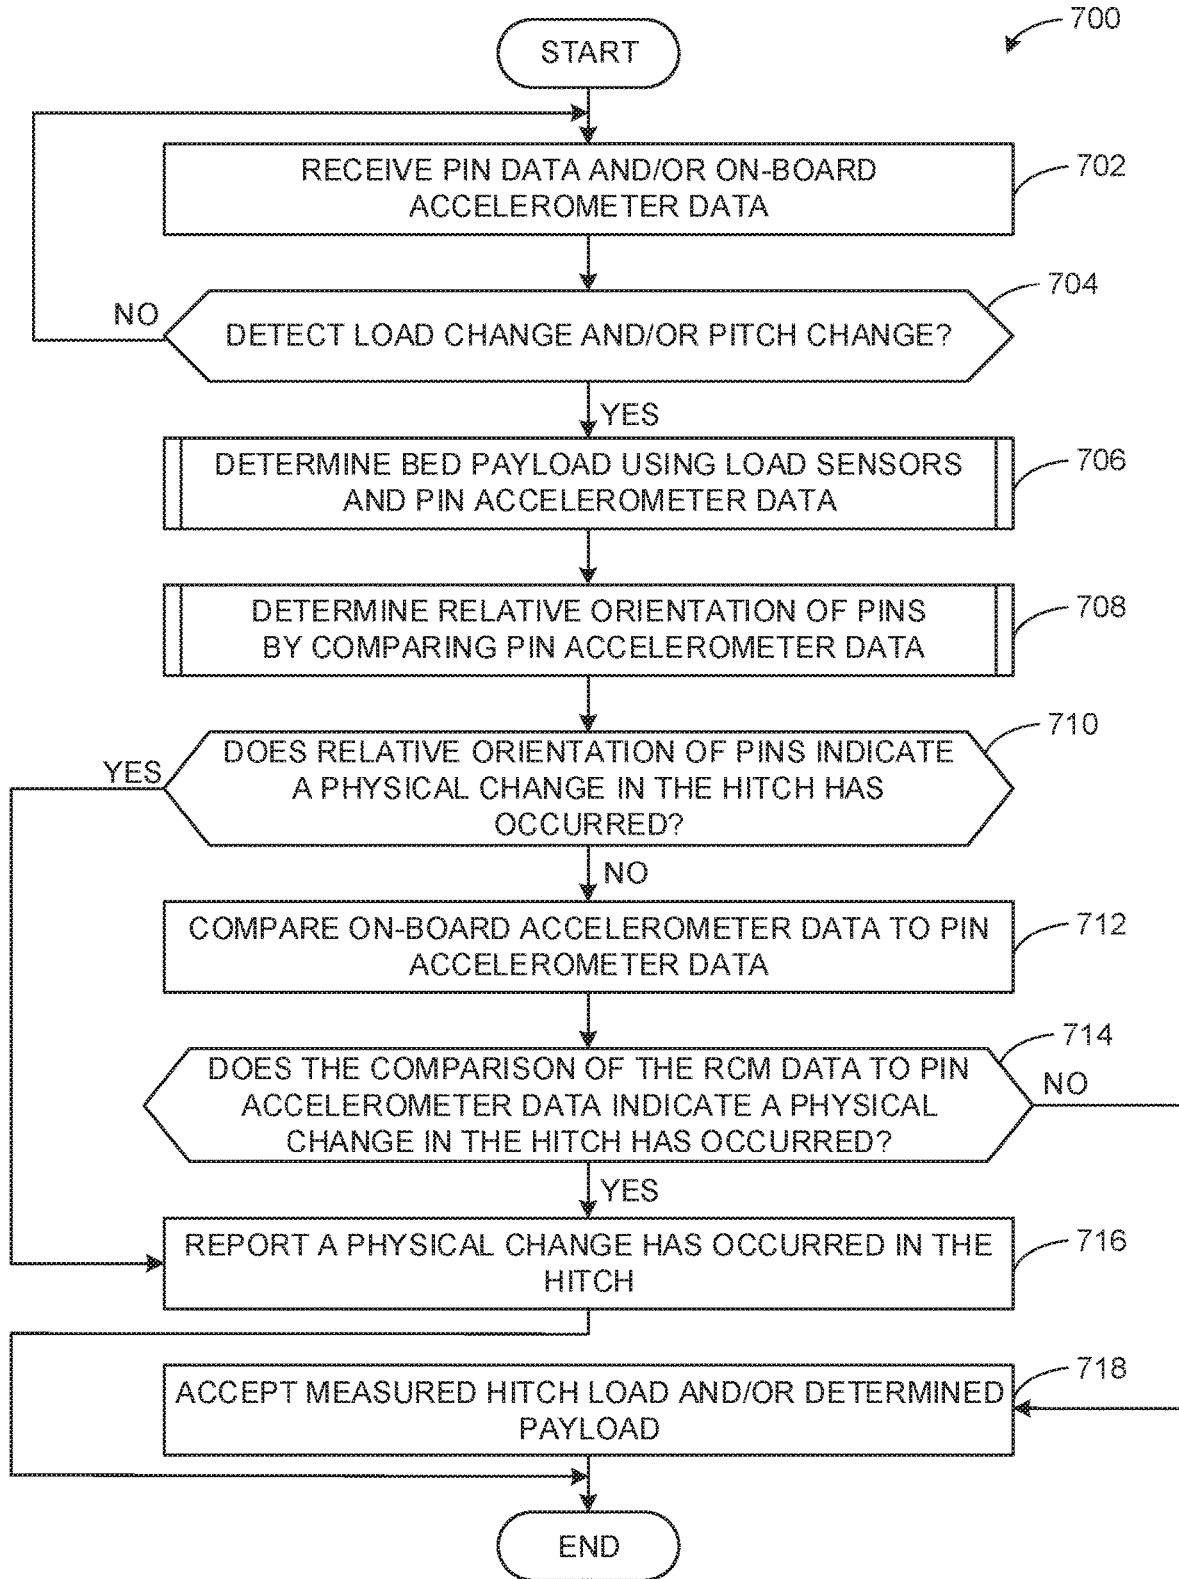 700
START
RECEIVE PIN DATA AND/OR ON-BOARD
ACCELEROMETER DATA
702
704
NO
DETECT LOAD CHANGE AND/OR PITCH CHANGE?
YES
DETERMINE BED PAYLOAD USING LOAD SENSORS
AND PIN ACCELEROMETER DATA
706
DETERMINE RELATIVE ORIENTATION OF PINS
BY COMPARING PIN ACCELEROMETER DATA
708
710
YES
DOES RELATIVE ORIENTATION OF PINS INDICATE
A PHYSICAL CHANGE IN THE HITCH HAS
OCCURRED?
NO
COMPARE ON-BOARD ACCELEROMETER DATA TO PIN
ACCELEROMETER DATA
712
714
DOES THE COMPARISON OF THE RCM DATA TO PIN
ACCELEROMETER DATA INDICATE A PHYSICAL
CHANGE IN THE HITCH HAS OCCURRED?
NO
YES
REPORT A PHYSICAL CHANGE HAS OCCURRED IN THE
HITCH
716
ACCEPT MEASURED HITCH LOAD AND/OR DETERMINED
PAYLOAD
718
END